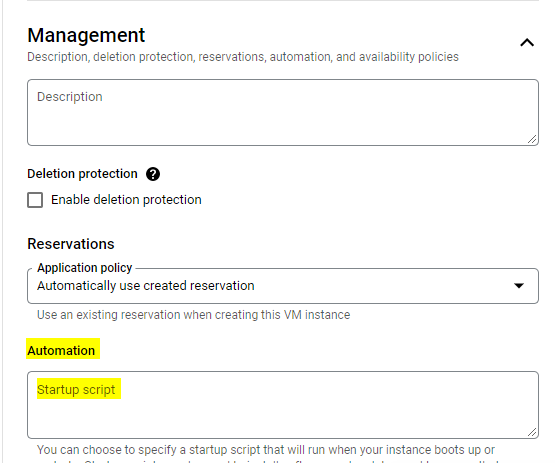 Management
Description, deletion protection, reservations, automation, and availability policies
Description
Deletion protection
Enable deletion protection
Reservations
Application policy
Automatically use created reservation
Use an existing reservation when creating this VM instance
Automation
Startup script
You can choose to specify a startup script that will run when your instance boots up or